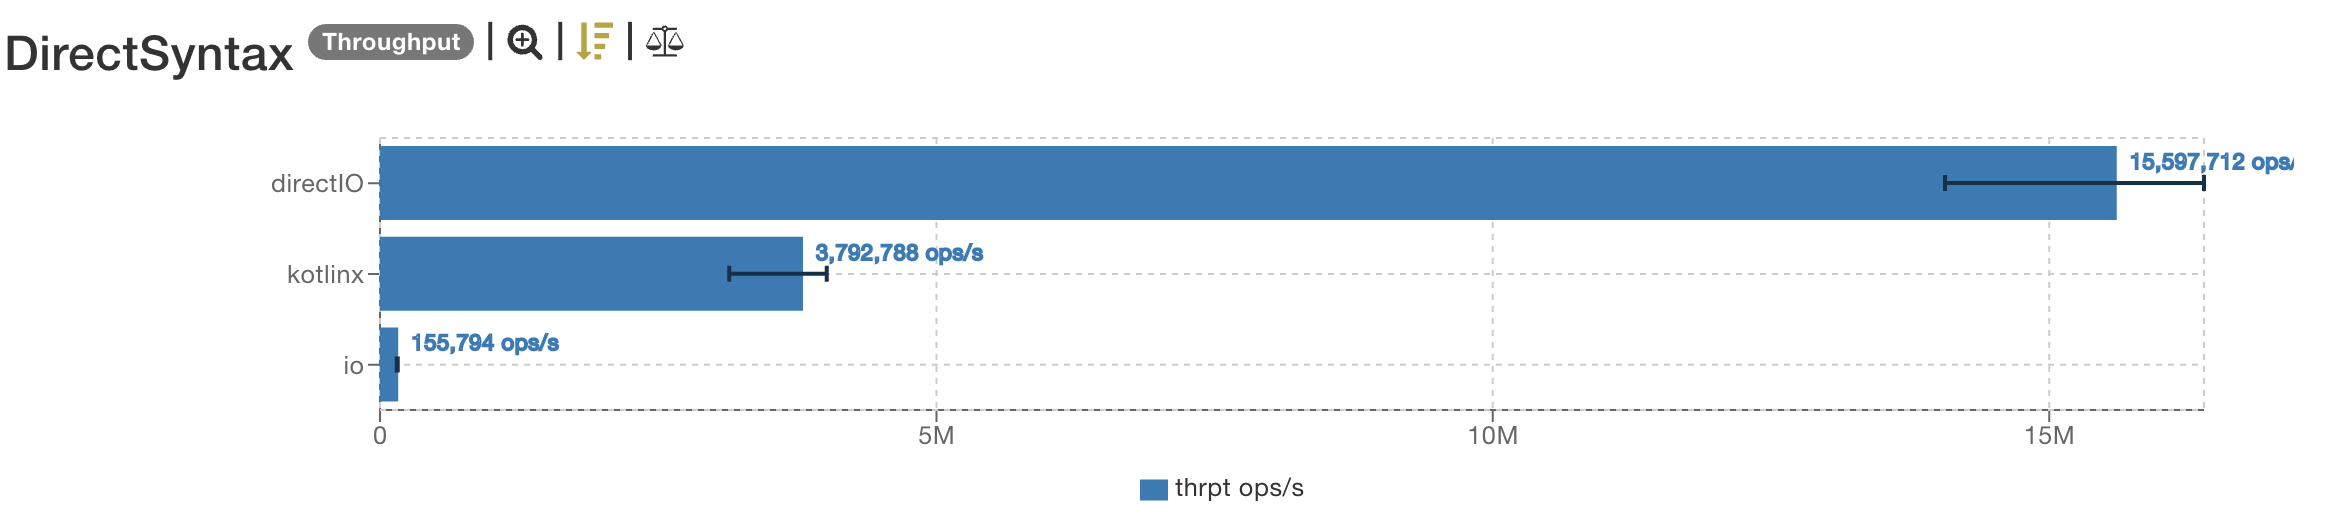 DirectSyntax Throughput
directIO 15,597,712 ops/
kotlinx 3,792,788 ops/s
io 155,794 ops/s
0 5M 10M 15M
thrpt ops/s